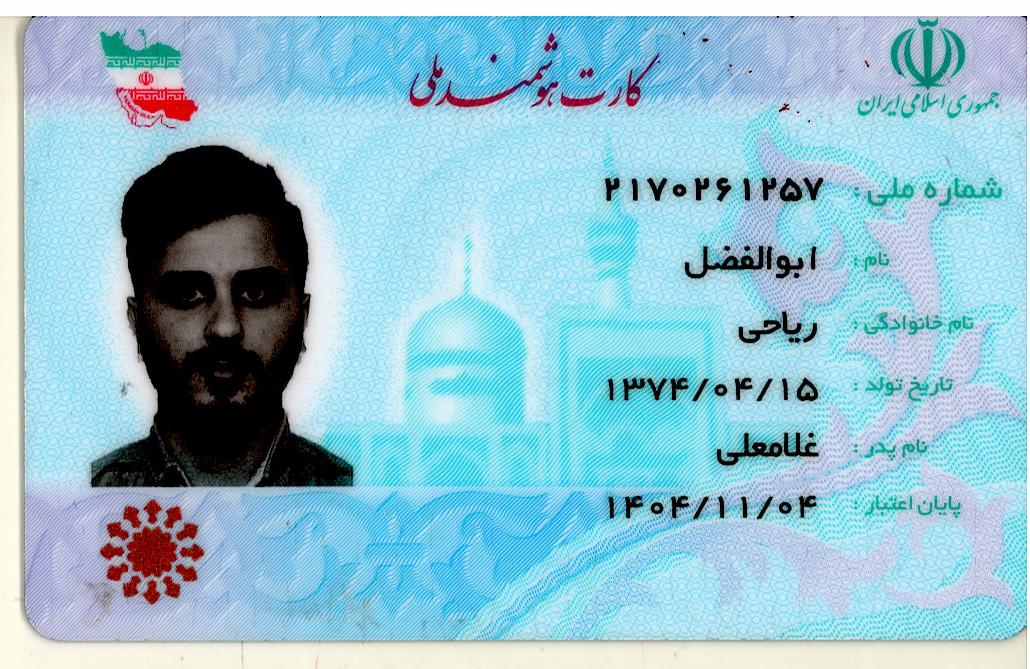 کارت هوشمند ملی
جمهوری اسلامی ایران
شماره ملی : ۲۱۷۰۲۶۱۲۵۷
نام : ابوالفضل
نام خانوادگی : ریاحی
تاریخ تولد : ۱۳۷۴/۰۴/۱۵
نام پدر : غلامعلی
پایان اعتبار : ۱۴۰۴/۱۱/۰۴